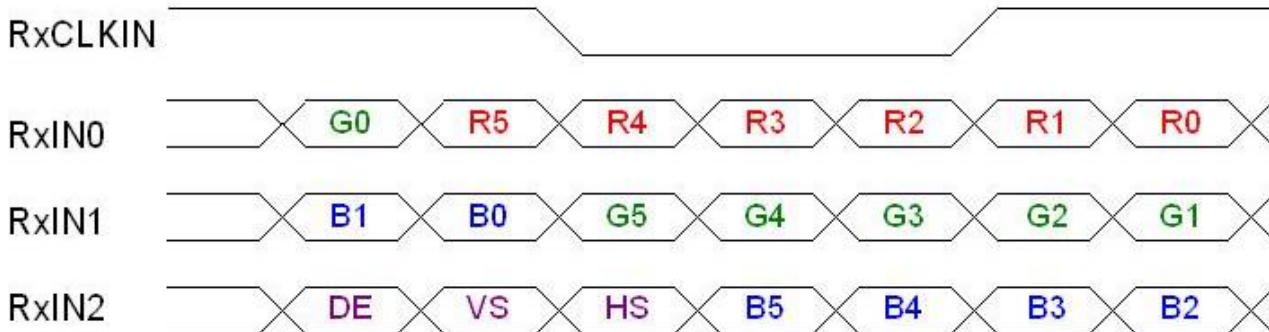 RxCLKIN
RxIN0 G0 R5 R4 R3 R2 R1 R0
RxIN1 B1 B0 G5 G4 G3 G2 G1
RxIN2 DE VS HS B5 B4 B3 B2